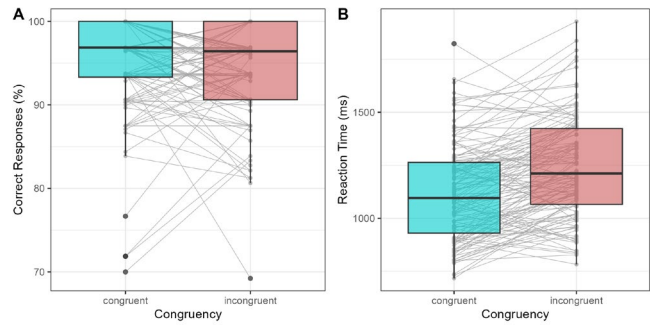 A
Correct Responses (%)
100
90
80
70
congruent
incongruent
Congruency
B
Reaction Time (ms)
1500
1000
congruent
incongruent
Congruency